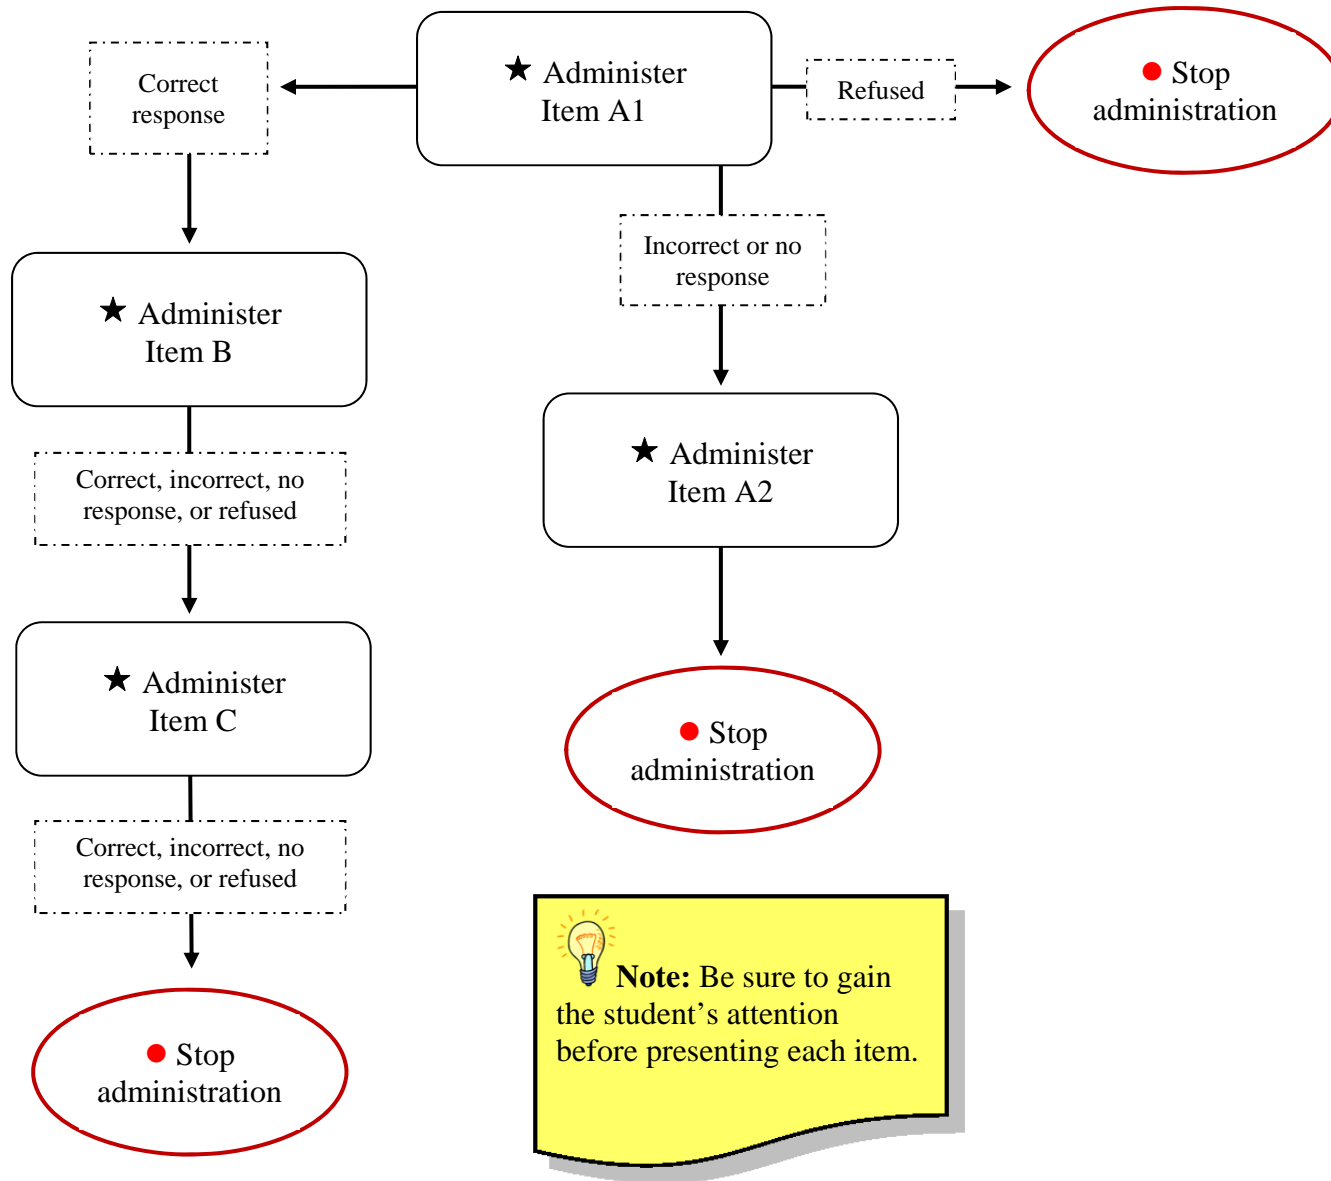 ★ Administer
Item A1
Correct
response
Refused
● Stop
administration
Incorrect or no
response
★ Administer
Item B
★ Administer
Item A2
Correct, incorrect, no
response, or refused
★ Administer
Item C
● Stop
administration
Correct, incorrect, no
response, or refused
● Stop
administration
Note: Be sure to gain
the student’s attention
before presenting each item.